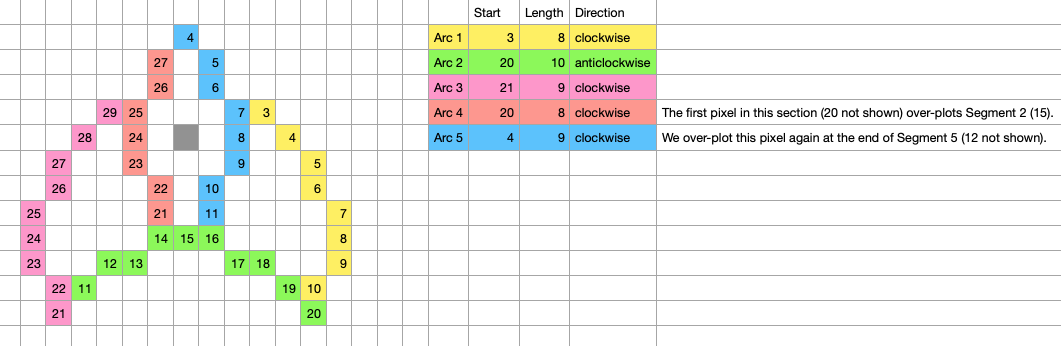 Start Length Direction
4 Arc 1 3 8 clockwise
27 5 Arc 2 20 10 anticlockwise
26 6 Arc 3 21 9 clockwise
29 25 7 3 Arc 4 20 8 clockwise The first pixel in this section (20 not shown) over-plots Segment 2 (15).
28 24 8 4 Arc 5 4 9 clockwise We over-plot this pixel again at the end of Segment 5 (12 not shown).
27 23 9 5
26 22 10 6
25 21 11 7
24 14 15 16 8
23 12 13 17 18 9
22 11 19 10
21 20